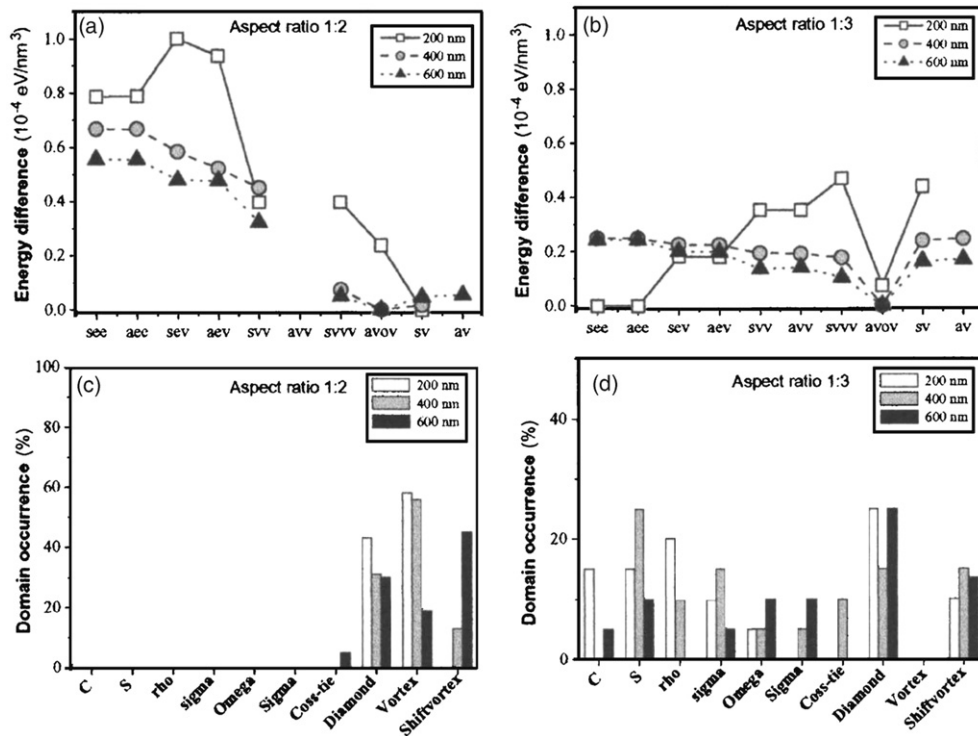 (a)
Aspect ratio 1:2
200 nm
400 nm
600 nm
Energy difference (10⁻⁴ eV/nm³)
1.0
0.8
0.6
0.4
0.2
0.0
see aee sev aev svv avv svvv avov sv av
(b)
Aspect ratio 1:3
200 nm
400 nm
600 nm
Energy difference (10⁻⁴ eV/nm³)
1.0
0.8
0.6
0.4
0.2
0.0
see aee sev aev svv avv svvv avov sv av
(c)
Aspect ratio 1:2
200 nm
400 nm
600 nm
Domain occurrence (%)
100
80
60
40
20
0
C S rho sigma Omega Sigma Coss-tie Diamond Vortex Shiftvortex
(d)
Aspect ratio 1:3
200 nm
400 nm
600 nm
Domain occurrence (%)
40
20
0
C S rho sigma Omega Sigma Coss-tie Diamond Vortex Shiftvortex